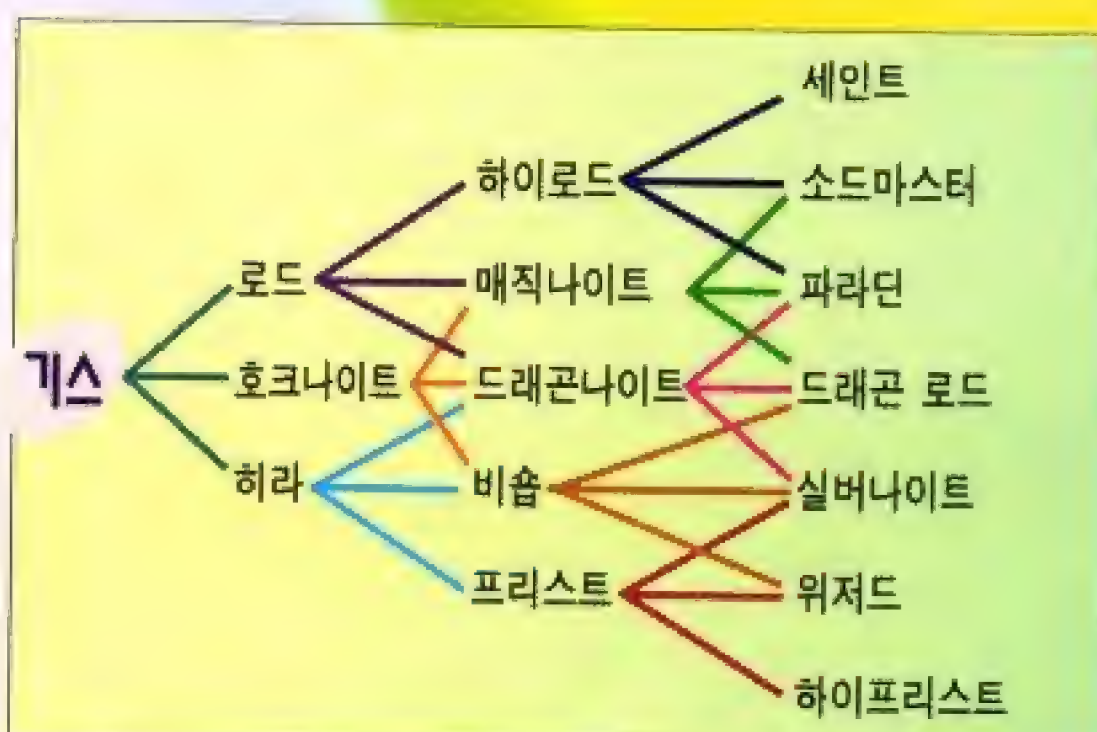 세인트
하이로드
소드마스터
로드
매직나이트
파라딘
기스
호크나이트
드래곤나이트
드래곤 로드
히라
비숍
실버나이트
프리스트
위저드
하이프리스트